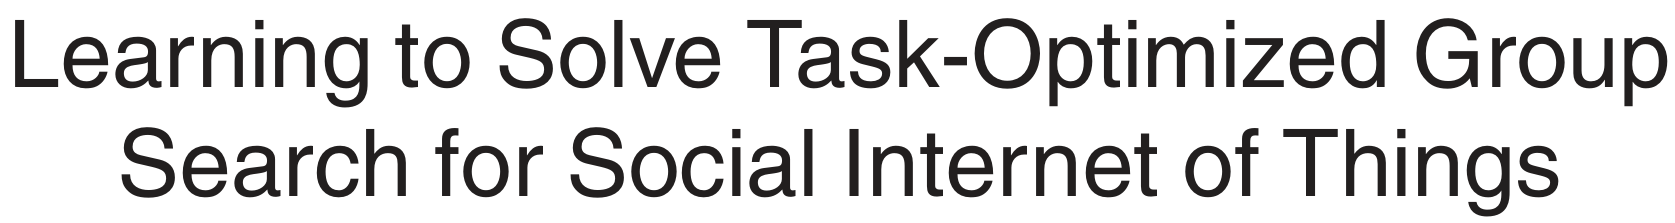 Learning to Solve Task-Optimized Group
Search for Social Internet of Things